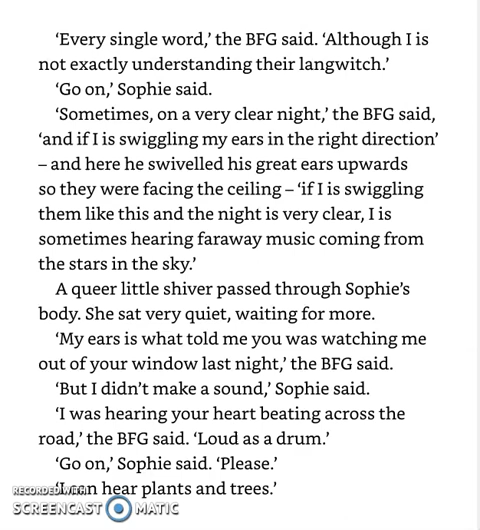 ‘Every single word,’ the BFG said. ‘Although I is
not exactly understanding their langwitch.’
‘Go on,’ Sophie said.
‘Sometimes, on a very clear night,’ the BFG said,
‘and if I is swiggling my ears in the right direction’
– and here he swivelled his great ears upwards
so they were facing the ceiling – ‘if I is swiggling
them like this and the night is very clear, I is
sometimes hearing faraway music coming from
the stars in the sky.’
A queer little shiver passed through Sophie’s
body. She sat very quiet, waiting for more.
‘My ears is what told me you was watching me
out of your window last night,’ the BFG said.
‘But I didn’t make a sound,’ Sophie said.
‘I was hearing your heart beating across the
road,’ the BFG said. ‘Loud as a drum.’
‘Go on,’ Sophie said. ‘Please.’
‘I can hear plants and trees.’
RECORDED WITH
SCREENCAST MATIC